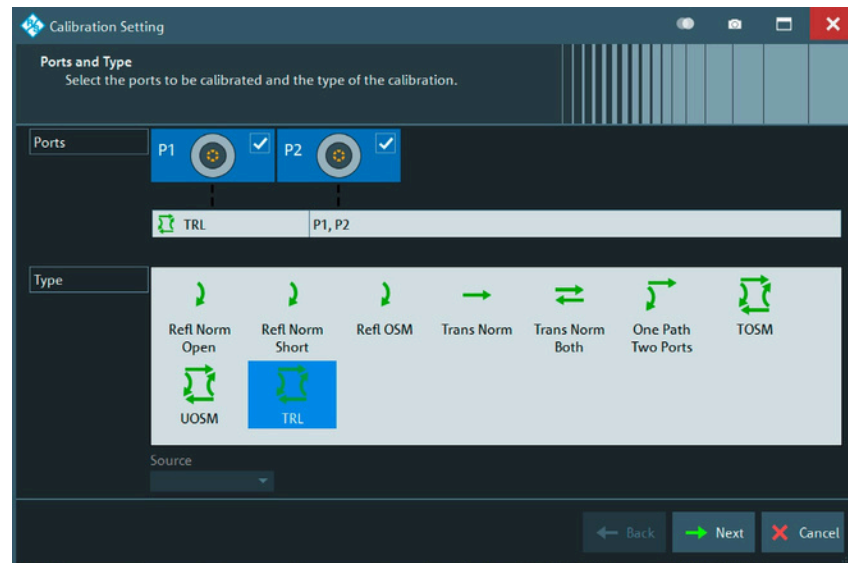 Calibration Setting
Ports and Type
Select the ports to be calibrated and the type of the calibration.
Ports
P1
P2
TRL
P1, P2
Type
Refl Norm
Open
Refl Norm
Short
Refl OSM
Trans Norm
Trans Norm
Both
One Path
Two Ports
TOSM
UOSM
TRL
Source
Back
Next
Cancel